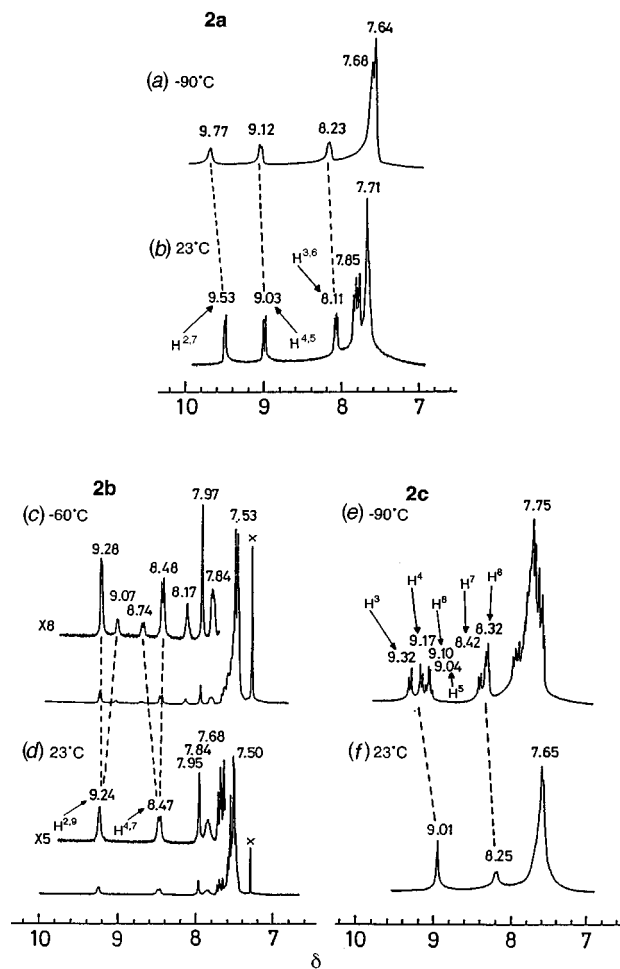 2a
7.64
(a) -90°C
7.68
9.77 9.12 8.23
7.71
(b) 23°C
H3,6
7.85
9.53 9.03 8.11
H2,7 H4,5
10 9 8 7
2b
2c
(c) -60°C
7.97
7.53
x
9.28
9.07
8.74
8.48
8.17
7.84
X8
(e) -90°C
7.75
H3
H4
H8
H7
H8
9.32
9.17
9.10
9.04
8.42
8.32
H5
(d) 23°C
7.68
7.84
7.95
7.50
x
9.24
8.47
H2,9
H4,7
X5
(f) 23°C
7.65
9.01
8.25
10 9 8 7
10 9 8 7
δ